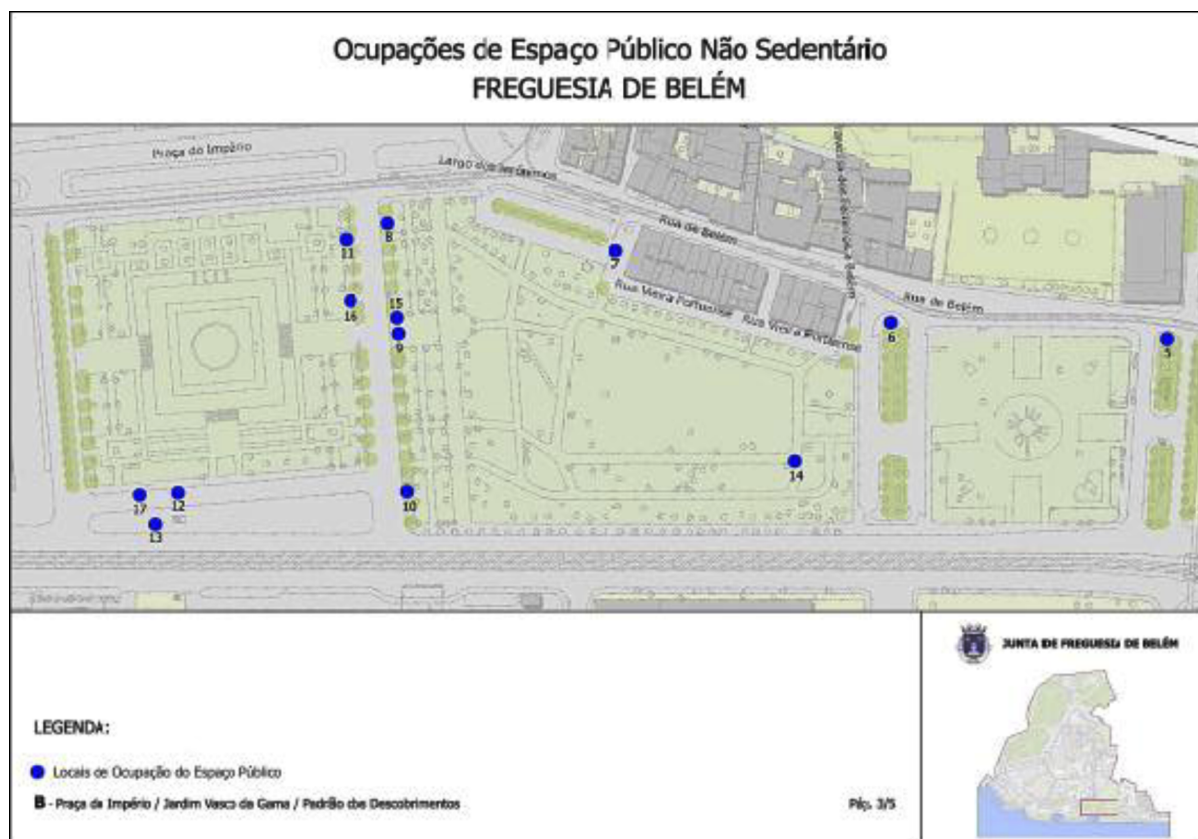 Ocupações de Espaço Público Não Sedentário
FREGUESIA DE BELÉM
Praça do Império
Largo dos Jerónimos
Rua de Belém
Rua Vieira Portuense
Rua Vieira Portuense
Rua de Belém
8
11
7
16
15
9
6
5
14
17
12
10
13
JUNTA DE FREGUESIA DE BELÉM
LEGENDA:
Locais de Ocupação do Espaço Público
B - Praça da Império / Jardim Vasco da Gama / Padrão dos Descobrimentos
Pág. 3/5